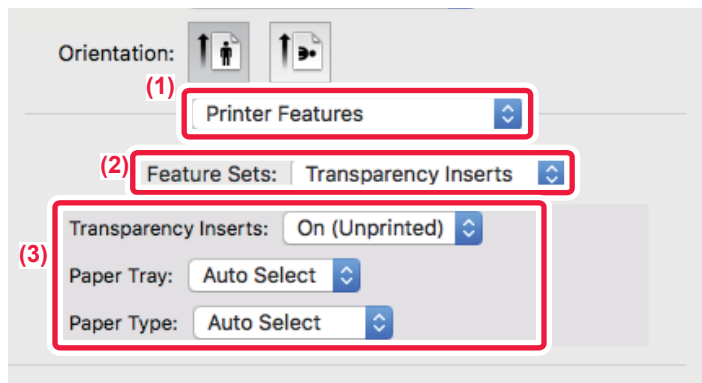 Orientation:
(1)
Printer Features
(2) Feature Sets: Transparency Inserts
Transparency Inserts: On (Unprinted)
(3)
Paper Tray: Auto Select
Paper Type: Auto Select